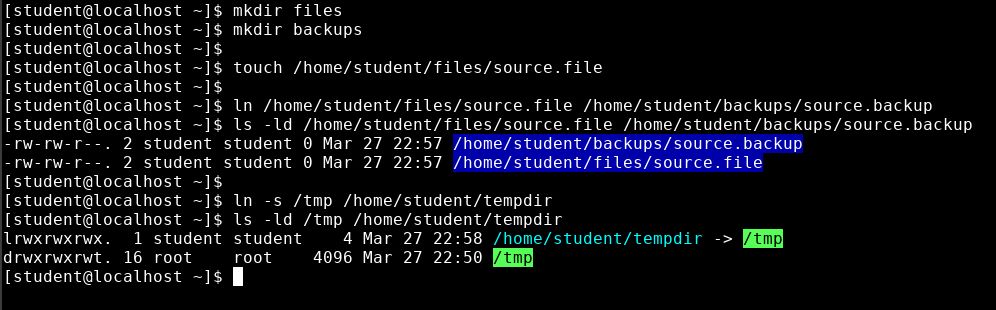 [student@localhost ~]$ mkdir files
[student@localhost ~]$ mkdir backups
[student@localhost ~]$
[student@localhost ~]$ touch /home/student/files/source.file
[student@localhost ~]$
[student@localhost ~]$ ln /home/student/files/source.file /home/student/backups/source.backup
[student@localhost ~]$ ls -ld /home/student/files/source.file /home/student/backups/source.backup
-rw-rw-r--. 2 student student 0 Mar 27 22:57 /home/student/backups/source.backup
-rw-rw-r--. 2 student student 0 Mar 27 22:57 /home/student/files/source.file
[student@localhost ~]$
[student@localhost ~]$ ln -s /tmp /home/student/tempdir
[student@localhost ~]$ ls -ld /tmp /home/student/tempdir
lrwxrwxrwx.  1 student student    4 Mar 27 22:58 /home/student/tempdir -> /tmp
drwxrwxrwt. 16 root    root    4096 Mar 27 22:50 /tmp
[student@localhost ~]$